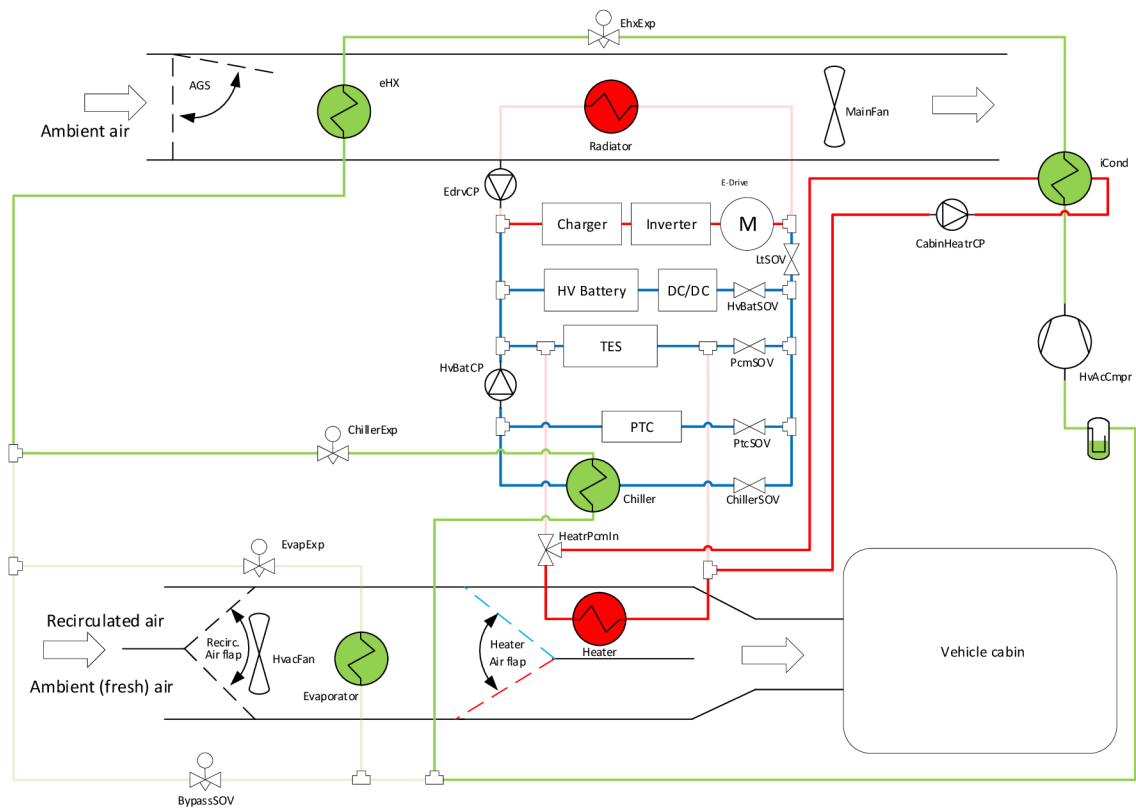 EhxExp
AGS
eHX
Ambient air
MainFan
Radiator
iCond
EdrvCP
E-Drive
Charger
Inverter
M
CabinHeatrCP
LtSOV
HV Battery
DC/DC
HvBatSOV
TES
HvBatCP
PcmSOV
HvAcCmpr
PTC
PtcSOV
ChillerExp
Chiller
ChillerSOV
HeatrPcmIn
EvapExp
Recirculated air
Recirc.
Air flap
HvacFan
Heater
Air flap
Heater
Vehicle cabin
Ambient (fresh) air
Evaporator
BypassSOV